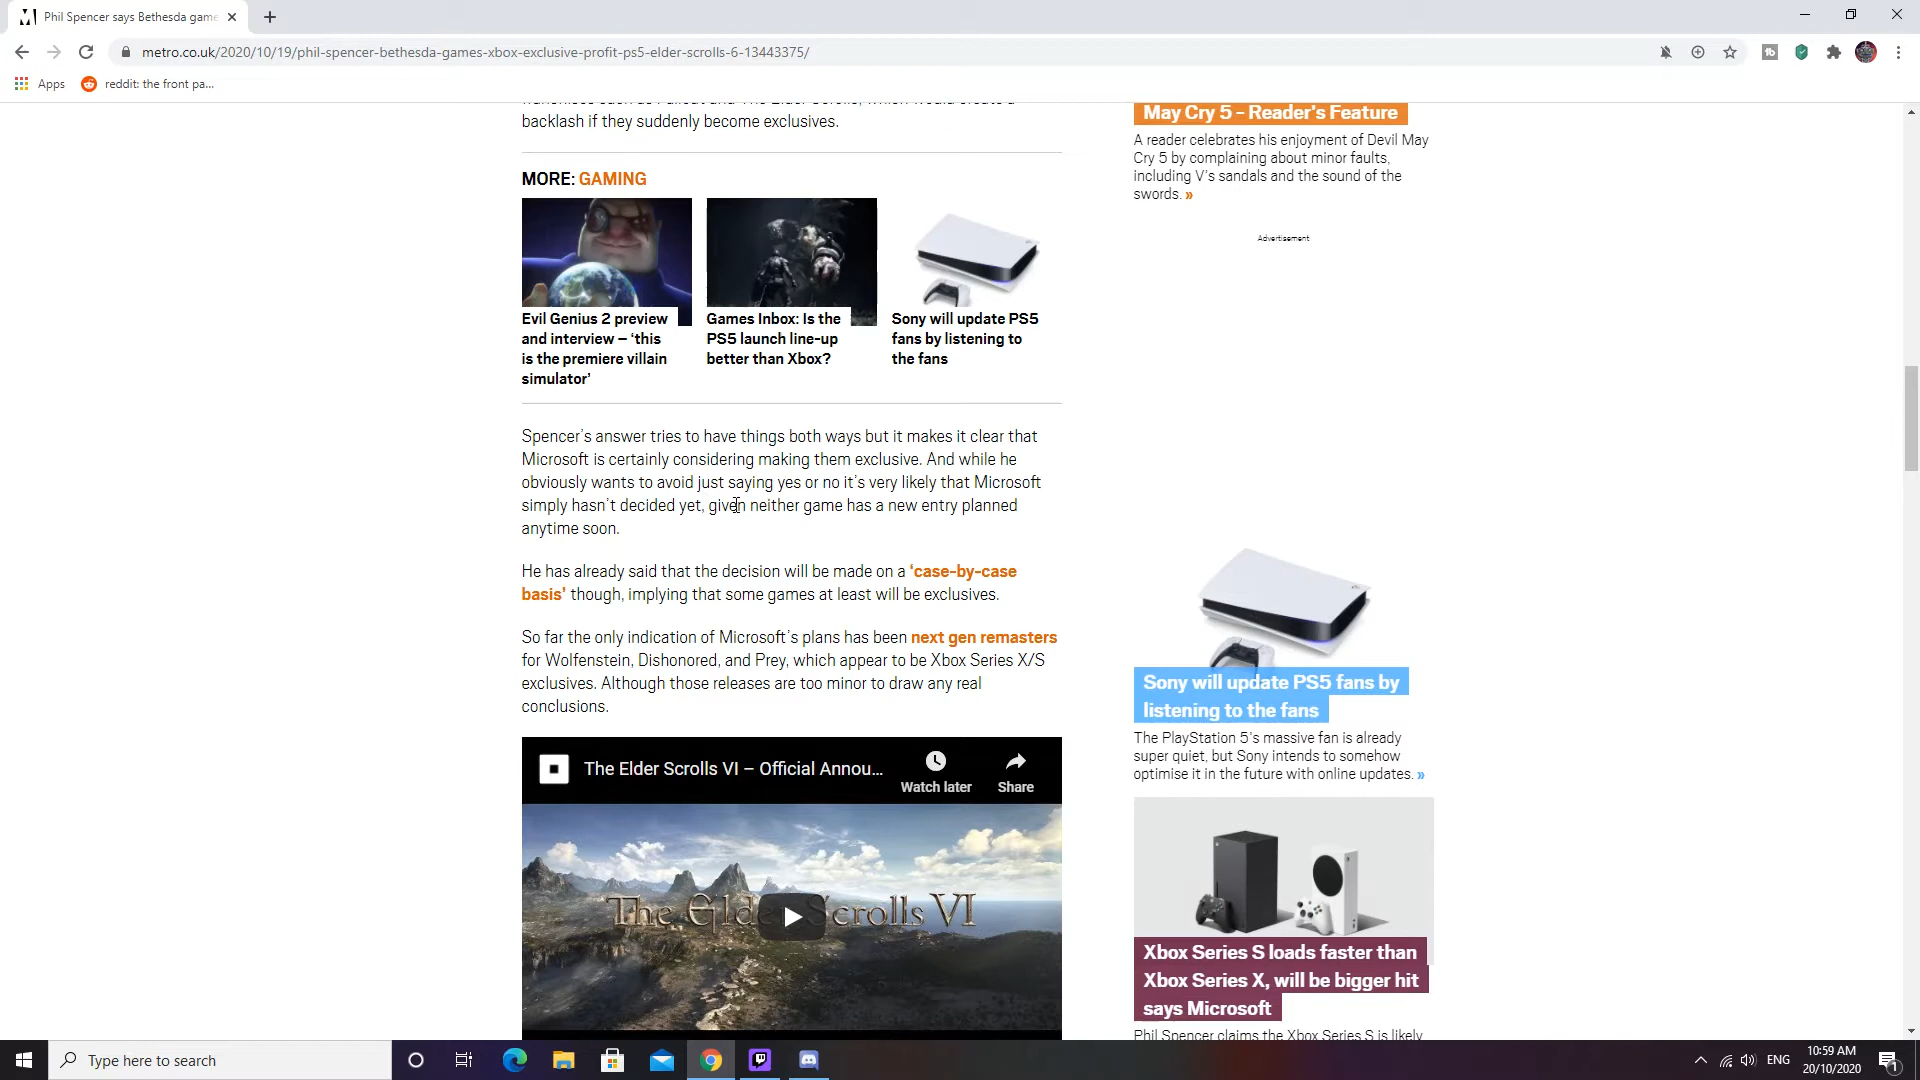 Phil Spencer says Bethesda game
metro.co.uk/2020/10/19/phil-spencer-bethesda-games-xbox-exclusive-profit-ps5-elder-scrolls-6-13443375/
Apps
reddit: the front pa...
backlash if they suddenly become exclusives.
MORE: GAMING
Evil Genius 2 preview
and interview – ‘this
is the premiere villain
simulator’
Games Inbox: Is the
PS5 launch line-up
better than Xbox?
Sony will update PS5
fans by listening to
the fans
Spencer’s answer tries to have things both ways but it makes it clear that
Microsoft is certainly considering making them exclusive. And while he
obviously wants to avoid just saying yes or no it’s very likely that Microsoft
simply hasn’t decided yet, given neither game has a new entry planned
anytime soon.
He has already said that the decision will be made on a ‘case-by-case
basis’ though, implying that some games at least will be exclusives.
So far the only indication of Microsoft’s plans has been next gen remasters
for Wolfenstein, Dishonored, and Prey, which appear to be Xbox Series X/S
exclusives. Although those releases are too minor to draw any real
conclusions.
The Elder Scrolls VI – Official Annou...
Watch later
Share
The Elder Scrolls VI
May Cry 5 – Reader’s Feature
A reader celebrates his enjoyment of Devil May
Cry 5 by complaining about minor faults,
including V’s sandals and the sound of the
swords. »
Advertisement
Sony will update PS5 fans by
listening to the fans
The PlayStation 5’s massive fan is already
super quiet, but Sony intends to somehow
optimise it in the future with online updates. »
Xbox Series S loads faster than
Xbox Series X, will be bigger hit
says Microsoft
Phil Spencer claims the Xbox Series S is likely
Type here to search
ENG
10:59 AM
20/10/2020
1